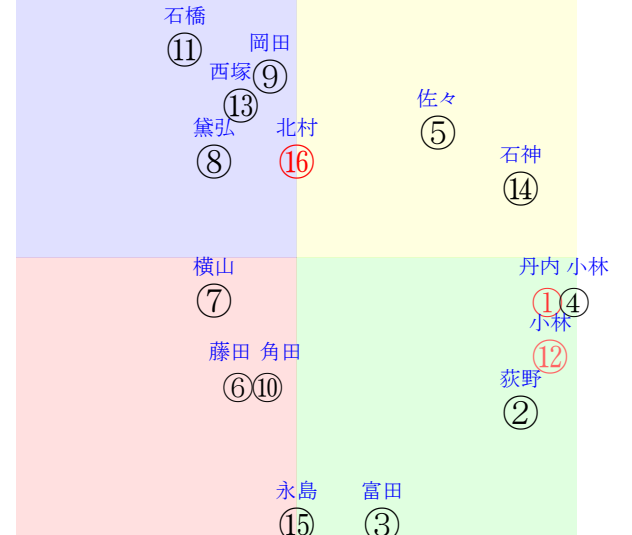 石橋
⑪
岡田
⑨
西塚
⑬
佐々
⑤
黛弘
⑧
北村
⑯
石神
⑭
横山
⑦
丹内 小林
①④
小林
⑫
藤田 角田
⑥⑩
荻野
②
永島
⑮
富田
③